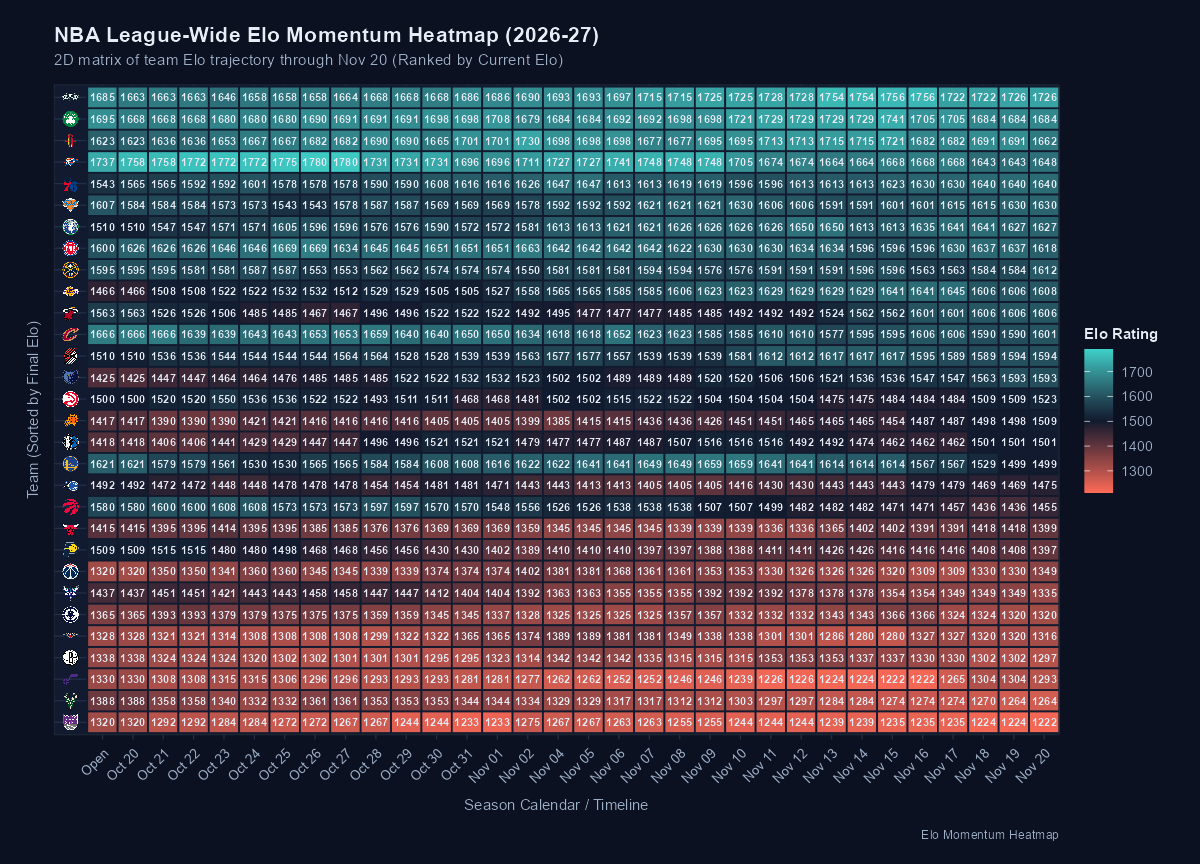 NBA League-Wide Elo Momentum Heatmap (2026-27)
2D matrix of team Elo trajectory through Nov 20 (Ranked by Current Elo)
Team (Sorted by Final Elo)
1685 1663 1663 1663 1646 1658 1658 1658 1664 1668 1668 1668 1686 1686 1690 1693 1693 1697 1715 1715 1725 1725 1728 1728 1754 1754 1756 1756 1722 1722 1726 1726
1695 1668 1668 1668 1680 1680 1680 1690 1691 1691 1691 1698 1698 1708 1679 1684 1684 1692 1692 1698 1698 1721 1729 1729 1729 1729 1741 1705 1705 1684 1684 1684
1623 1623 1636 1636 1653 1667 1667 1682 1682 1653 1653 1665 1701 1701 1730 1698 1698 1698 1677 1677 1695 1695 1713 1713 1715 1715 1721 1682 1682 1691 1691 1662
1737 1758 1758 1772 1772 1772 1775 1780 1780 1731 1731 1731 1696 1696 1711 1727 1727 1741 1748 1748 1748 1705 1674 1674 1664 1664 1668 1668 1668 1643 1643 1648
1543 1565 1565 1592 1592 1601 1578 1578 1578 1590 1590 1608 1616 1616 1626 1647 1647 1613 1613 1619 1619 1596 1596 1613 1613 1613 1623 1630 1630 1640 1640 1640
1607 1584 1584 1584 1573 1573 1543 1543 1578 1587 1587 1569 1569 1569 1578 1592 1592 1592 1621 1621 1621 1630 1606 1606 1591 1591 1601 1601 1615 1615 1630 1630
1510 1510 1547 1547 1571 1571 1605 1596 1596 1576 1576 1590 1572 1572 1581 1613 1613 1621 1621 1626 1626 1626 1626 1650 1650 1613 1613 1635 1641 1641 1627 1627
1600 1626 1626 1626 1646 1646 1669 1669 1634 1645 1645 1651 1651 1651 1663 1642 1642 1642 1642 1622 1630 1630 1630 1634 1634 1596 1596 1596 1630 1637 1637 1618
1595 1595 1595 1581 1581 1587 1587 1553 1553 1562 1562 1574 1574 1574 1550 1581 1581 1581 1594 1594 1576 1576 1591 1591 1591 1596 1596 1563 1563 1584 1584 1612
1466 1466 1508 1508 1522 1522 1532 1532 1512 1529 1529 1505 1505 1527 1558 1565 1565 1585 1585 1606 1623 1623 1629 1629 1629 1629 1641 1641 1645 1606 1606 1608
1563 1563 1526 1526 1506 1485 1485 1467 1467 1496 1496 1522 1522 1522 1492 1495 1477 1477 1477 1485 1485 1492 1492 1492 1524 1562 1562 1601 1601 1606 1606 1606
1666 1666 1666 1639 1639 1643 1643 1653 1653 1659 1640 1640 1650 1650 1634 1618 1618 1652 1623 1623 1585 1585 1610 1610 1577 1595 1595 1606 1606 1590 1590 1601
1510 1510 1536 1536 1544 1544 1544 1544 1564 1564 1528 1528 1539 1539 1563 1577 1577 1557 1539 1539 1539 1581 1612 1612 1617 1617 1617 1595 1589 1589 1594 1594
1425 1425 1447 1447 1464 1464 1476 1485 1485 1485 1522 1522 1532 1532 1523 1502 1502 1489 1489 1489 1520 1520 1506 1506 1521 1536 1536 1547 1547 1563 1593 1593
1500 1500 1520 1520 1550 1536 1536 1522 1522 1493 1511 1511 1468 1468 1481 1502 1502 1515 1522 1522 1504 1504 1504 1504 1475 1475 1484 1484 1484 1509 1509 1523
1417 1417 1390 1390 1390 1421 1421 1416 1416 1416 1416 1405 1405 1405 1399 1385 1415 1415 1436 1436 1426 1451 1451 1465 1465 1465 1454 1487 1487 1498 1498 1509
1418 1418 1406 1406 1441 1429 1429 1447 1447 1496 1496 1521 1521 1521 1479 1477 1477 1487 1487 1507 1516 1516 1516 1492 1492 1474 1462 1462 1462 1501 1501 1501
1621 1621 1579 1579 1561 1530 1530 1565 1565 1584 1584 1608 1608 1616 1622 1622 1641 1641 1649 1649 1659 1659 1641 1641 1614 1614 1614 1567 1567 1529 1499 1499
1492 1492 1472 1472 1448 1448 1478 1478 1478 1454 1454 1481 1481 1471 1443 1443 1413 1413 1405 1405 1405 1416 1430 1430 1443 1443 1443 1479 1479 1469 1469 1475
1580 1580 1600 1600 1608 1608 1573 1573 1573 1597 1597 1570 1570 1548 1556 1526 1526 1538 1538 1538 1507 1507 1499 1482 1482 1482 1471 1471 1457 1436 1436 1455
1415 1415 1395 1395 1414 1395 1395 1385 1385 1376 1376 1369 1369 1369 1359 1345 1345 1345 1345 1339 1339 1339 1336 1336 1365 1402 1402 1391 1391 1418 1418 1399
1509 1509 1515 1515 1480 1480 1498 1468 1468 1456 1456 1430 1430 1402 1389 1410 1410 1410 1397 1397 1388 1388 1411 1411 1426 1426 1416 1416 1416 1408 1408 1397
1320 1320 1350 1350 1341 1360 1360 1345 1345 1339 1339 1374 1374 1374 1402 1381 1381 1368 1361 1361 1353 1353 1330 1326 1326 1326 1320 1309 1309 1330 1330 1349
1437 1437 1451 1451 1421 1443 1443 1458 1458 1447 1447 1412 1404 1404 1392 1363 1363 1355 1355 1355 1392 1392 1392 1378 1378 1378 1354 1354 1349 1349 1349 1335
1365 1365 1393 1393 1379 1379 1375 1375 1375 1359 1359 1345 1345 1337 1328 1325 1325 1325 1325 1357 1357 1332 1332 1332 1343 1343 1366 1366 1324 1324 1320 1320
1328 1328 1321 1321 1314 1308 1308 1308 1308 1299 1322 1322 1365 1365 1374 1389 1389 1381 1381 1349 1338 1338 1301 1301 1286 1280 1280 1327 1327 1320 1320 1316
1338 1338 1324 1324 1320 1302 1302 1301 1301 1301 1295 1295 1323 1314 1342 1342 1342 1335 1315 1315 1315 1353 1353 1353 1337 1337 1330 1330 1302 1302 1297
1330 1330 1308 1308 1315 1315 1306 1296 1296 1293 1293 1293 1281 1281 1277 1262 1262 1252 1252 1246 1246 1239 1226 1226 1224 1224 1222 1222 1265 1304 1304 1293
1388 1388 1358 1358 1340 1332 1332 1361 1361 1353 1353 1353 1344 1344 1334 1329 1329 1317 1317 1312 1312 1303 1297 1297 1284 1284 1274 1274 1274 1270 1264 1264
1320 1320 1292 1292 1284 1284 1272 1272 1267 1267 1244 1244 1233 1233 1275 1267 1267 1263 1263 1255 1255 1244 1244 1244 1239 1239 1235 1235 1235 1224 1224 1222
Open Oct 20 Oct 21 Oct 22 Oct 23 Oct 24 Oct 25 Oct 26 Oct 27 Oct 28 Oct 29 Oct 30 Oct 31 Nov 01 Nov 02 Nov 04 Nov 05 Nov 06 Nov 07 Nov 08 Nov 09 Nov 10 Nov 11 Nov 12 Nov 13 Nov 14 Nov 15 Nov 16 Nov 17 Nov 18 Nov 19 Nov 20
Season Calendar / Timeline
Elo Rating
1700
1600
1500
1400
1300
Elo Momentum Heatmap